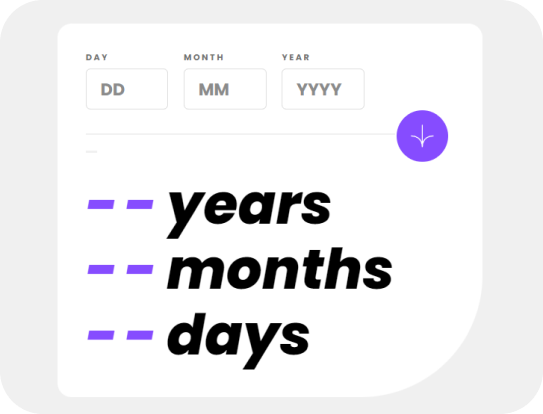 DAY MONTH YEAR
DD MM YYYY
-- years
-- months
-- days